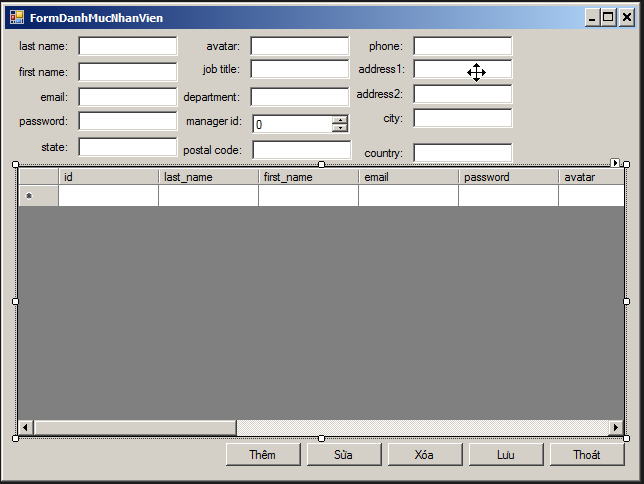 FormDanhMucNhanVien
last name: avatar: phone:
first name: job title: address1:
email: department: address2:
password: manager id: 0 city:
state: postal code: country:
id last_name first_name email password avatar
*
Thêm Sửa Xóa Lưu Thoát